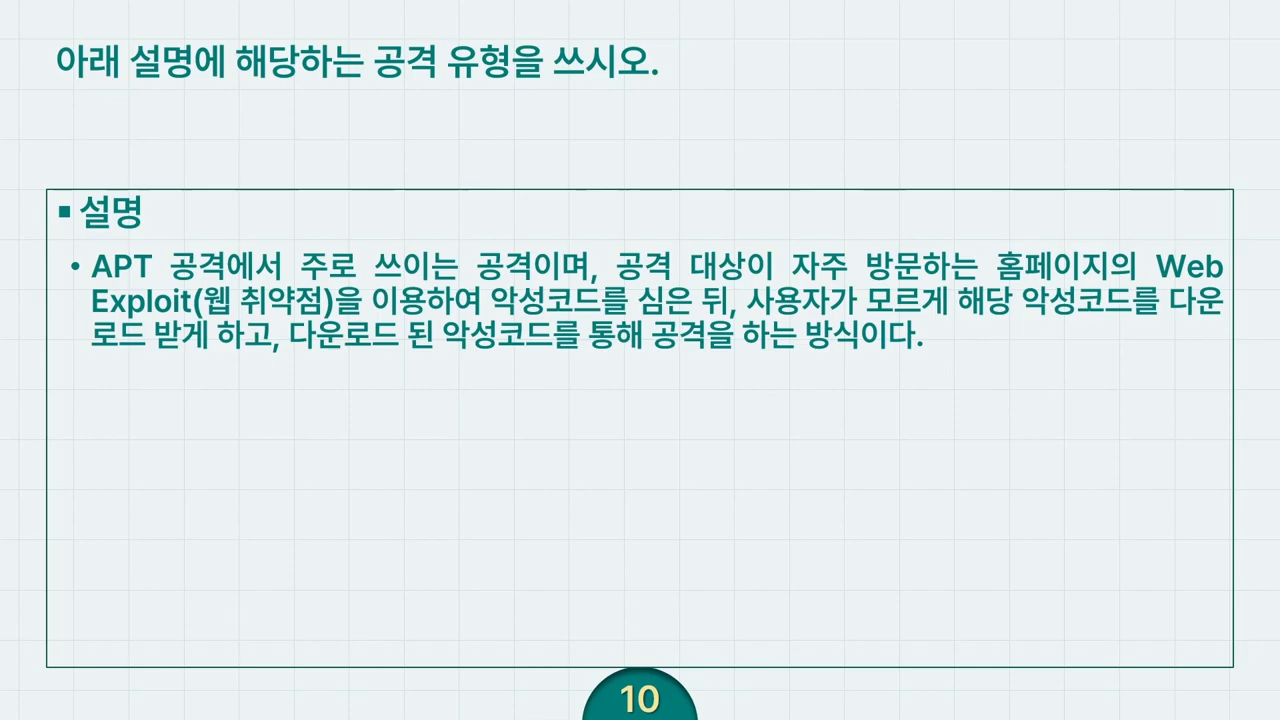 아래 설명에 해당하는 공격 유형을 쓰시오.
▪ 설명
• APT 공격에서 주로 쓰이는 공격이며, 공격 대상이 자주 방문하는 홈페이지의 Web
Exploit(웹 취약점)을 이용하여 악성코드를 심은 뒤, 사용자가 모르게 해당 악성코드를 다운
로드 받게 하고, 다운로드 된 악성코드를 통해 공격을 하는 방식이다.
10